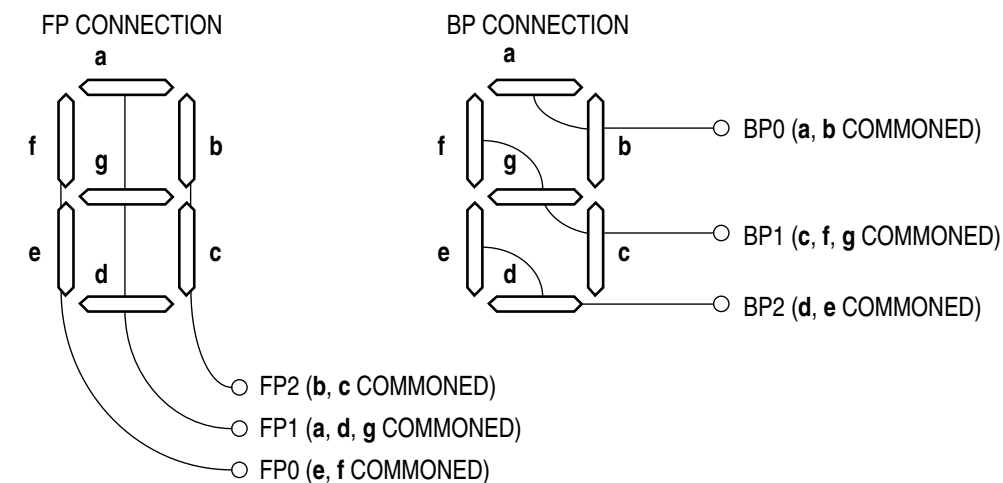 FP CONNECTION
a
f
b
g
e
c
d
FP2 (b, c COMMONED)
FP1 (a, d, g COMMONED)
FP0 (e, f COMMONED)
BP CONNECTION
a
f
b
g
e
c
d
BP0 (a, b COMMONED)
BP1 (c, f, g COMMONED)
BP2 (d, e COMMONED)